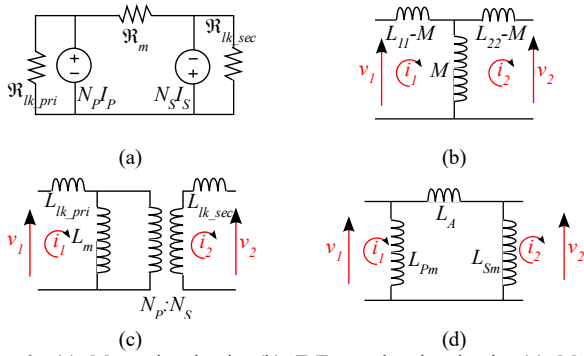 ℜm
ℜlk_sec
ℜlk_pri
NPIP
NSIS
(a)
L11-M
L22-M
v1
i1
M
i2
v2
(b)
Llk_pri
Llk_sec
v1
i1
Lm
i2
v2
NP:NS
(c)
LA
v1
i1
LPm
LSm
i2
v2
(d)